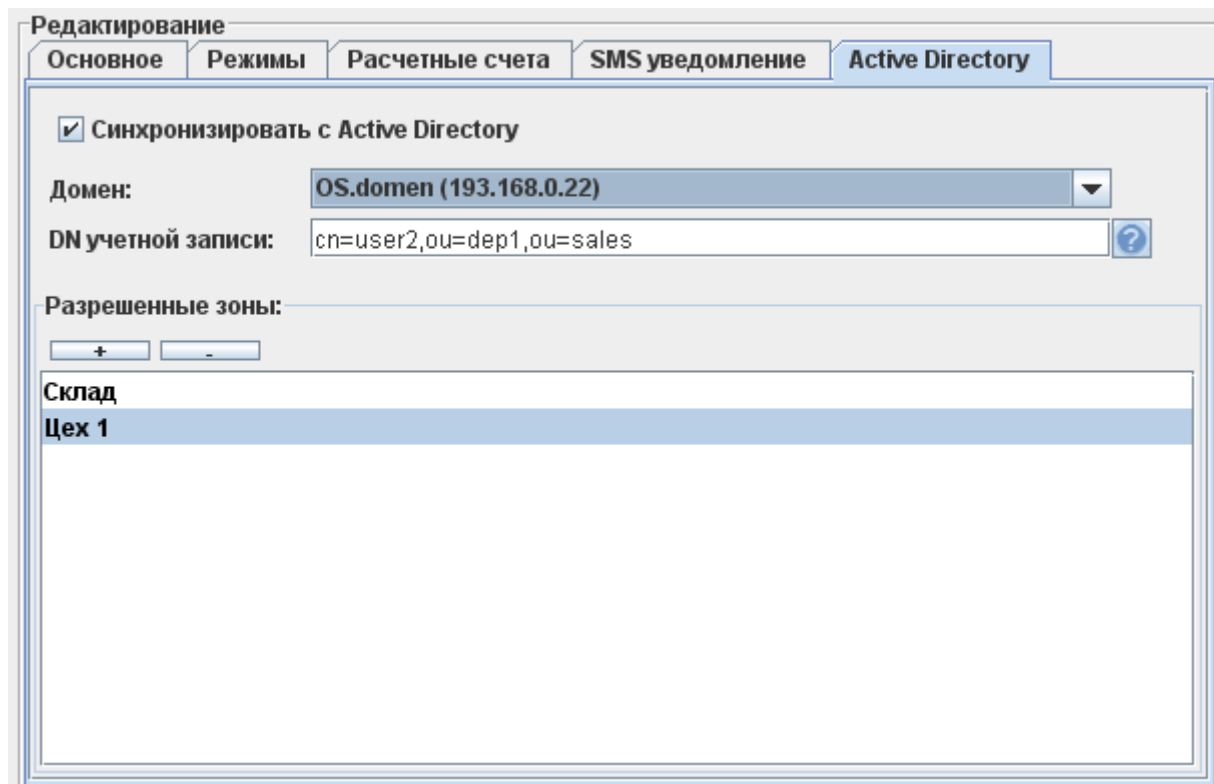 Редактирование
Основное Режимы Расчетные счета SMS уведомление Active Directory
Синхронизировать с Active Directory
Домен: OS.domen (193.168.0.22)
DN учетной записи: cn=user2,ou=dep1,ou=sales ?
Разрешенные зоны:
+ -
Склад
Цех 1